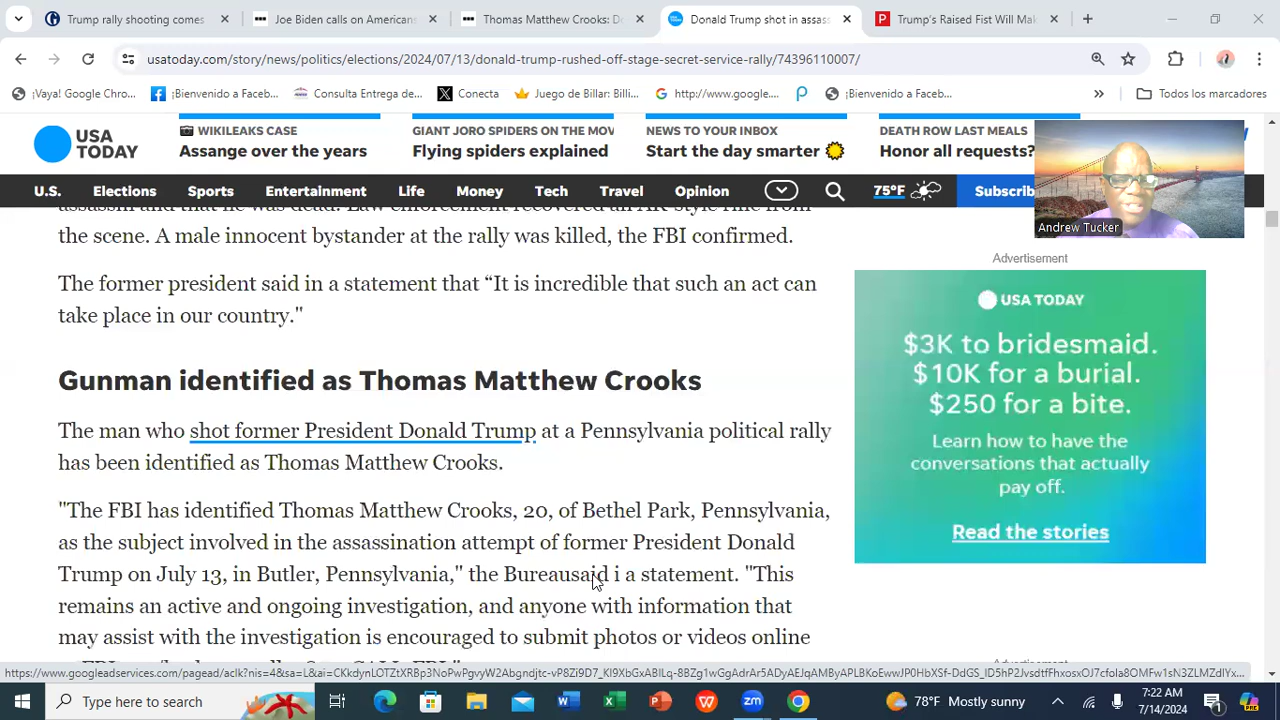 Trump rally shooting comes
Joe Biden calls on American
Thomas Matthew Crooks: Do
Donald Trump shot in assas
Trump's Raised Fist Will Ma
usatoday.com/story/news/politics/elections/2024/07/13/donald-trump-rushed-off-stage-secret-service-rally/74396110007/
¡Vaya! Google Chro...
¡Bienvenido a Faceb...
Consulta Entrega de...
Conecta
Juego de Billar: Billi...
http://www.google....
¡Bienvenido a Faceb...
»
Todos los marcadores
USA
TODAY
WIKILEAKS CASE
Assange over the years
GIANT JORO SPIDERS ON THE MOV
Flying spiders explained
NEWS TO YOUR INBOX
Start the day smarter
DEATH ROW LAST MEALS
Honor all requests?
U.S.
Elections
Sports
Entertainment
Life
Money
Tech
Travel
Opinion
75°F
Subscrib
Andrew Tucker
the scene. A male innocent bystander at the rally was killed, the FBI confirmed.
The former president said in a statement that “It is incredible that such an act can
take place in our country."
Gunman identified as Thomas Matthew Crooks
The man who shot former President Donald Trump at a Pennsylvania political rally
has been identified as Thomas Matthew Crooks.
"The FBI has identified Thomas Matthew Crooks, 20, of Bethel Park, Pennsylvania,
as the subject involved in the assassination attempt of former President Donald
Trump on July 13, in Butler, Pennsylvania," the Bureausaid i a statement. "This
remains an active and ongoing investigation, and anyone with information that
may assist with the investigation is encouraged to submit photos or videos online
Advertisement
USA TODAY
$3K to bridesmaid.
$10K for a burial.
$250 for a bite.
Learn how to have the
conversations that actually
pay off.
Read the stories
Type here to search
78°F Mostly sunny
7:22 AM
7/14/2024